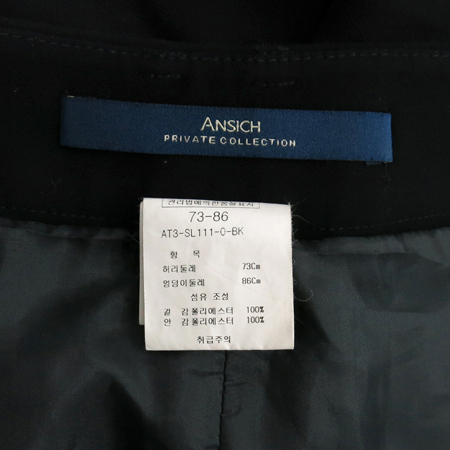 ANSICH
PRIVATE COLLECTION
73-86
AT3-SL111-0-BK
항 목
허리둘레 73Cm
엉덩이둘레 86Cm
섬유 조성
겉 감폴리에스터 100%
안 감폴리에스터 100%
취급주의